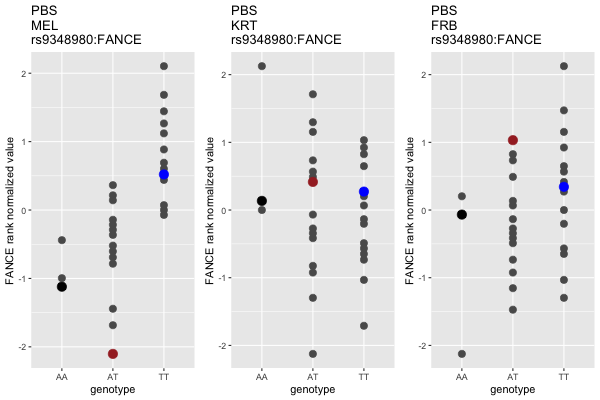 PBS
MEL
rs9348980:FANCE
FANCE rank normalized value
2
1
0
-1
-2
AA
AT
TT
genotype
PBS
KRT
rs9348980:FANCE
FANCE rank normalized value
2
1
0
-1
-2
AA
AT
TT
genotype
PBS
FRB
rs9348980:FANCE
FANCE rank normalized value
2
1
0
-1
-2
AA
AT
TT
genotype